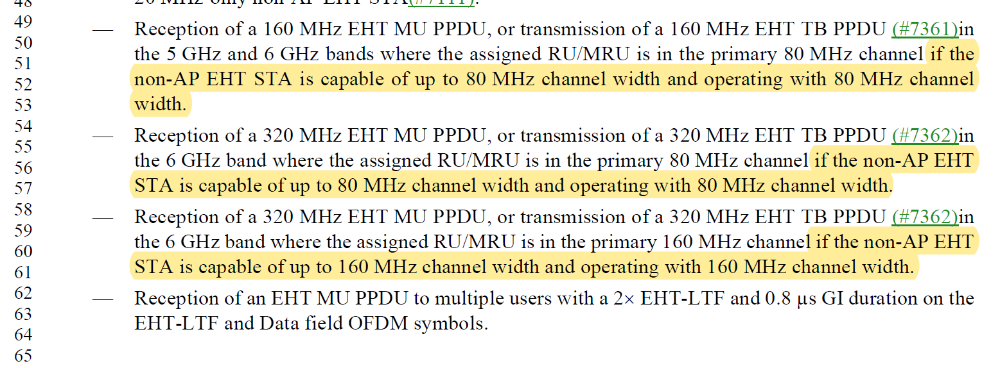 48 20 MHz-only non-AP EHT STA(#7111).
49 — Reception of a 160 MHz EHT MU PPDU, or transmission of a 160 MHz EHT TB PPDU (#7361)in
50 the 5 GHz and 6 GHz bands where the assigned RU/MRU is in the primary 80 MHz channel if the
51
52 non-AP EHT STA is capable of up to 80 MHz channel width and operating with 80 MHz channel
53 width.
54
55 — Reception of a 320 MHz EHT MU PPDU, or transmission of a 320 MHz EHT TB PPDU (#7362)in
56 the 6 GHz band where the assigned RU/MRU is in the primary 80 MHz channel if the non-AP EHT
57 STA is capable of up to 80 MHz channel width and operating with 80 MHz channel width.
58
59 — Reception of a 320 MHz EHT MU PPDU, or transmission of a 320 MHz EHT TB PPDU (#7362)in
60 the 6 GHz band where the assigned RU/MRU is in the primary 160 MHz channel if the non-AP EHT
61 STA is capable of up to 160 MHz channel width and operating with 160 MHz channel width.
62 — Reception of an EHT MU PPDU to multiple users with a 2× EHT-LTF and 0.8 μs GI duration on the
63
64 EHT-LTF and Data field OFDM symbols.
65